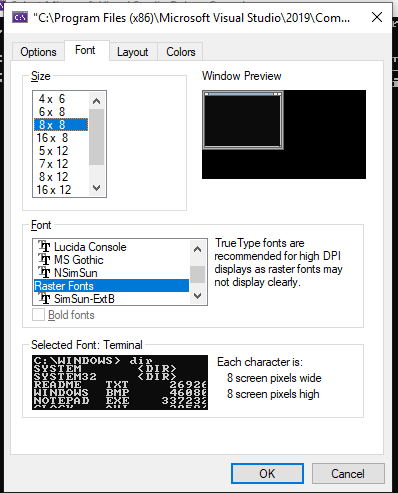 "C:\Program Files (x86)\Microsoft Visual Studio\2019\Com...
Options Font Layout Colors
Size
4 x 6
6 x 8
8 x 8
16 x 8
5 x 12
7 x 12
8 x 12
16 x 12
Window Preview
Font
Lucida Console
MS Gothic
NSimSun
Raster Fonts
SimSun-ExtB
Bold fonts
TrueType fonts are
recommended for high DPI
displays as raster fonts may
not display clearly.
Selected Font: Terminal
C:\WINDOWS> dir
SYSTEM <DIR>
SYSTEM32 <DIR>
README TXT 26926
WINDOWS BMP 46080
NOTEPAD EXE 337232
Each character is:
8 screen pixels wide
8 screen pixels high
OK Cancel